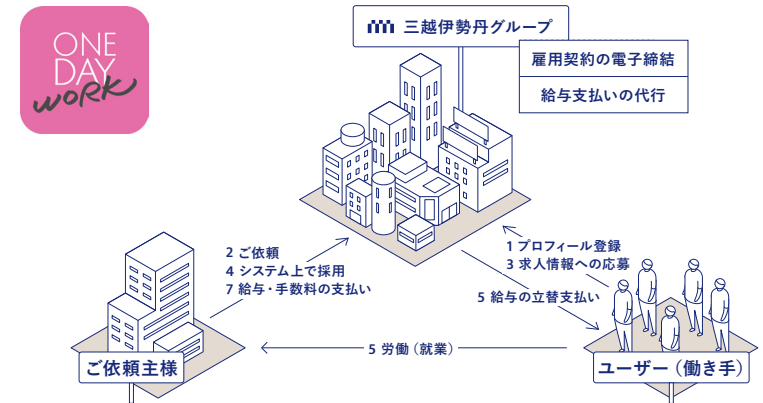 ONE
DAY
WORK
三越伊勢丹グループ
雇用契約の電子締結
給与支払いの代行
2 ご依頼
4 システム上で採用
7 給与・手数料の支払い
1 プロフィール登録
3 求人情報への応募
5 給与の立替支払い
5 労働（就業）
ご依頼主様
ユーザー（働き手）